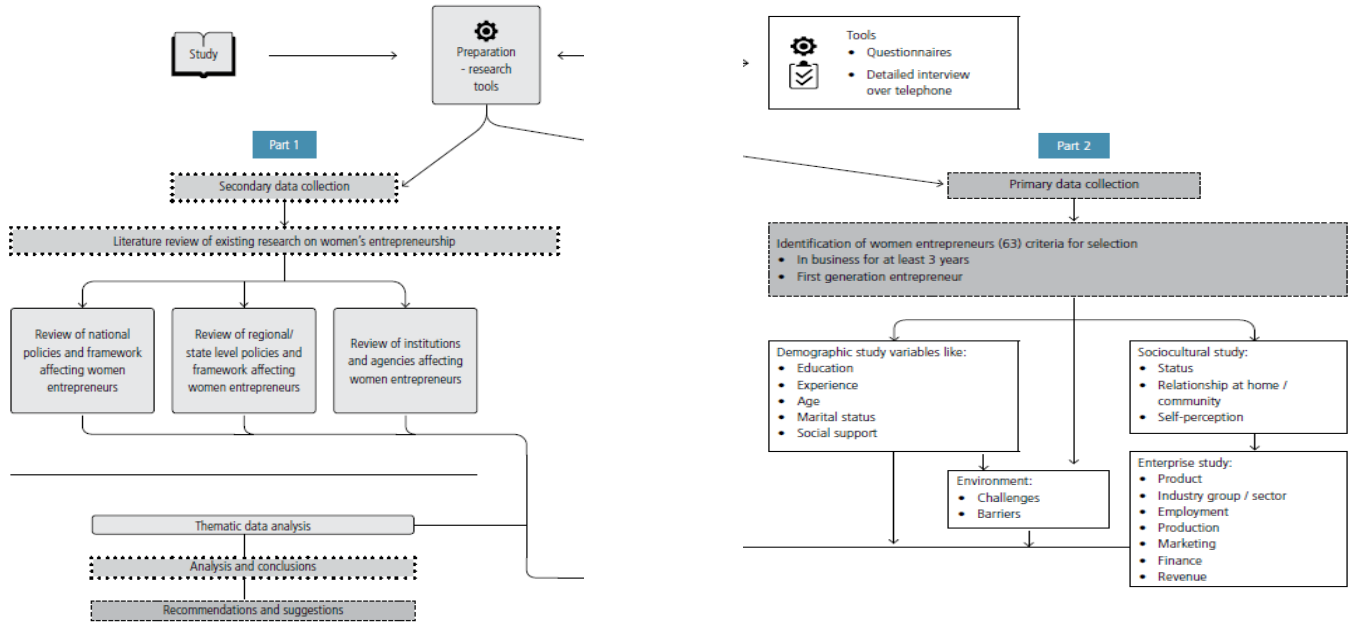 Study
Preparation
- research
tools
Tools
• Questionnaires
• Detailed interview
over telephone
Part 1
Secondary data collection
Literature review of existing research on women's entrepreneurship
Review of national
policies and framework
affecting women
entrepreneurs
Review of regional/
state level policies and
framework affecting
women entrepreneurs
Review of institutions
and agencies affecting
women entrepreneurs
Thematic data analysis
Analysis and conclusions
Recommendations and suggestions
Part 2
Primary data collection
Identification of women entrepreneurs (63) criteria for selection
• In business for at least 3 years
• First generation entrepreneur
Demographic study variables like:
• Education
• Experience
• Age
• Marital status
• Social support
Environment:
• Challenges
• Barriers
Sociocultural study:
• Status
• Relationship at home /
community
• Self-perception
Enterprise study:
• Product
• Industry group / sector
• Employment
• Production
• Marketing
• Finance
• Revenue